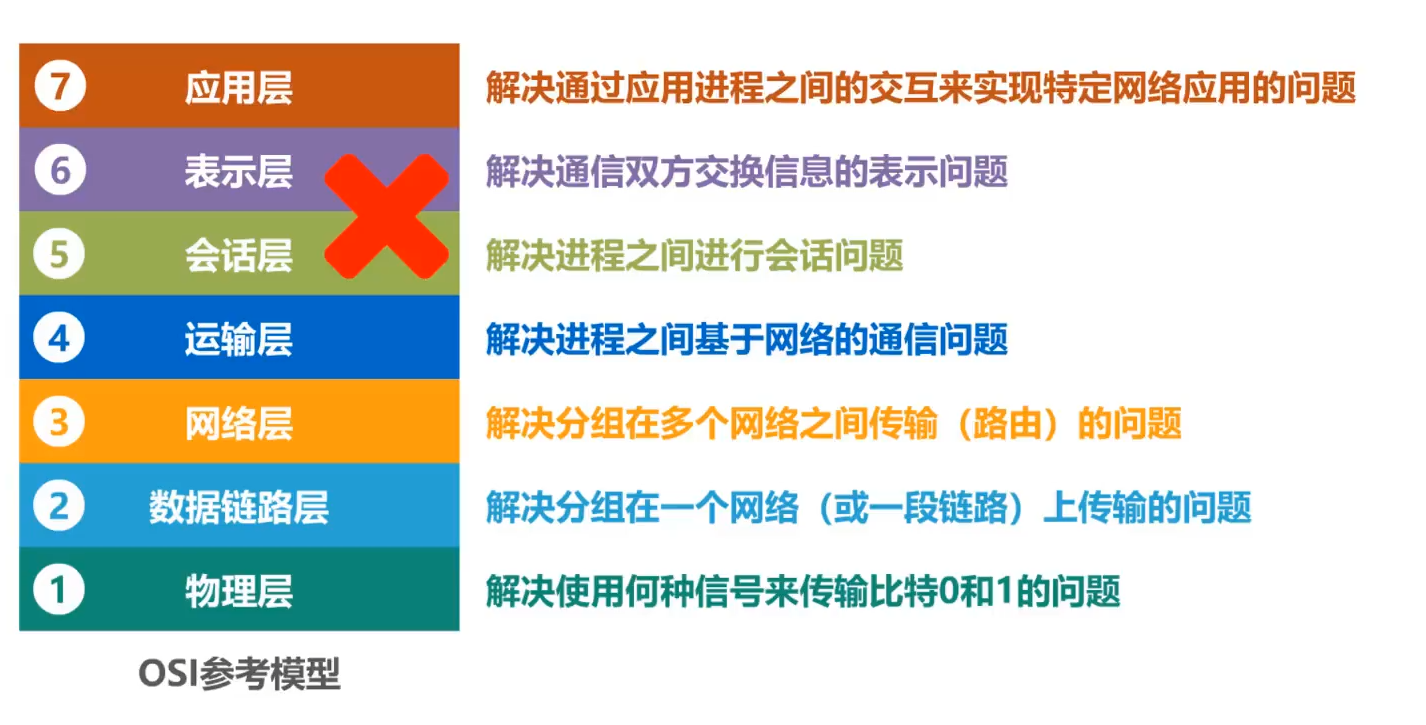 7 应用层 解决通过应用进程之间的交互来实现特定网络应用的问题
6 表示层 解决通信双方交换信息的表示问题
5 会话层 解决进程之间进行会话问题
4 运输层 解决进程之间基于网络的通信问题
3 网络层 解决分组在多个网络之间传输（路由）的问题
2 数据链路层 解决分组在一个网络（或一段链路）上传输的问题
1 物理层 解决使用何种信号来传输比特0和1的问题
OSI参考模型